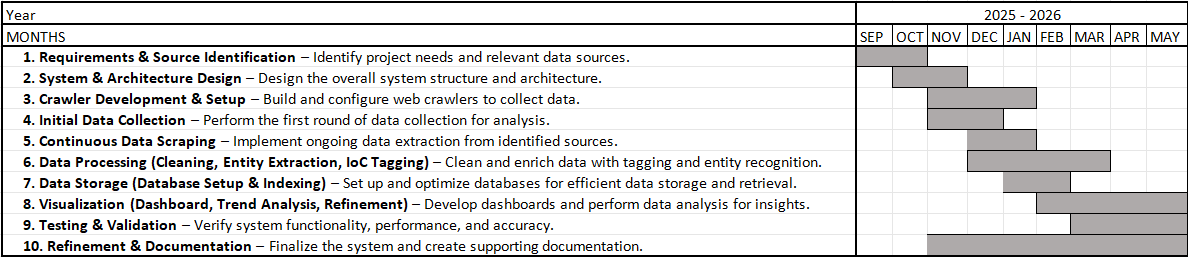 Year 2025 - 2026
MONTHS SEP OCT NOV DEC JAN FEB MAR APR MAY
1. Requirements & Source Identification – Identify project needs and relevant data sources.
2. System & Architecture Design – Design the overall system structure and architecture.
3. Crawler Development & Setup – Build and configure web crawlers to collect data.
4. Initial Data Collection – Perform the first round of data collection for analysis.
5. Continuous Data Scraping – Implement ongoing data extraction from identified sources.
6. Data Processing (Cleaning, Entity Extraction, IoC Tagging) – Clean and enrich data with tagging and entity recognition.
7. Data Storage (Database Setup & Indexing) – Set up and optimize databases for efficient data storage and retrieval.
8. Visualization (Dashboard, Trend Analysis, Refinement) – Develop dashboards and perform data analysis for insights.
9. Testing & Validation – Verify system functionality, performance, and accuracy.
10. Refinement & Documentation – Finalize the system and create supporting documentation.